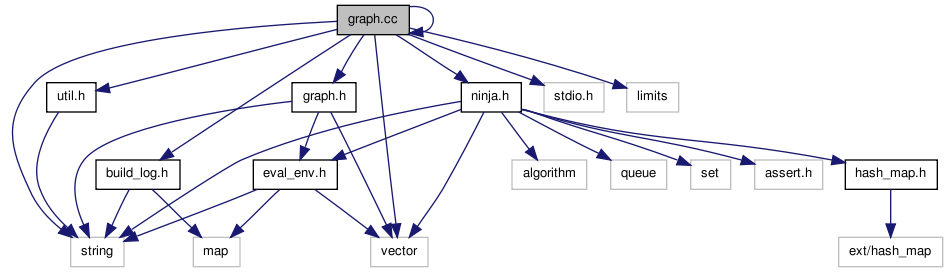 graph.cc
util.h
graph.h
ninja.h
stdio.h
limits
build_log.h
eval_env.h
algorithm
queue
set
assert.h
hash_map.h
string
map
vector
ext/hash_map